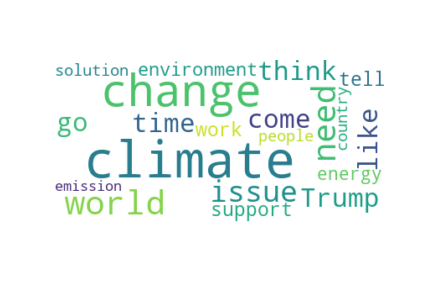 solution environment think tell
change
go time work come need country like
people
climate
emission issue energy
world support Trump